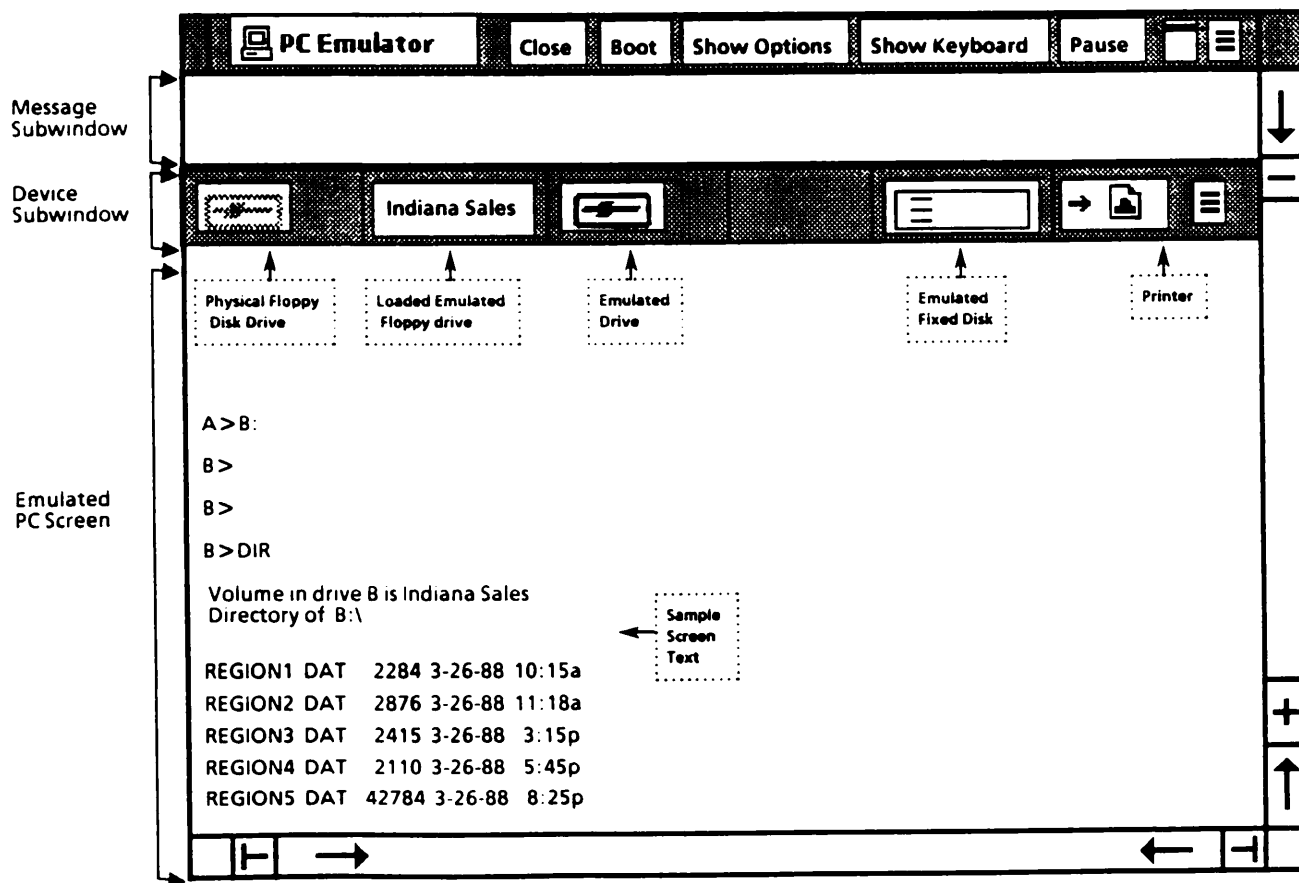 PC Emulator
Close
Boot
Show Options
Show Keyboard
Pause
Message
Subwindow
Device
Subwindow
Indiana Sales
Physical Floppy
Disk Drive
Loaded Emulated
Floppy drive
Emulated
Drive
Emulated
Fixed Disk
Printer
Emulated
PC Screen
A>B:
B>
B>
B>DIR
Volume in drive B is Indiana Sales
Directory of B:\
Sample
Screen
Text
REGION1 DAT 2284 3-26-88 10:15a
REGION2 DAT 2876 3-26-88 11:18a
REGION3 DAT 2415 3-26-88 3:15p
REGION4 DAT 2110 3-26-88 5:45p
REGION5 DAT 42784 3-26-88 8:25p